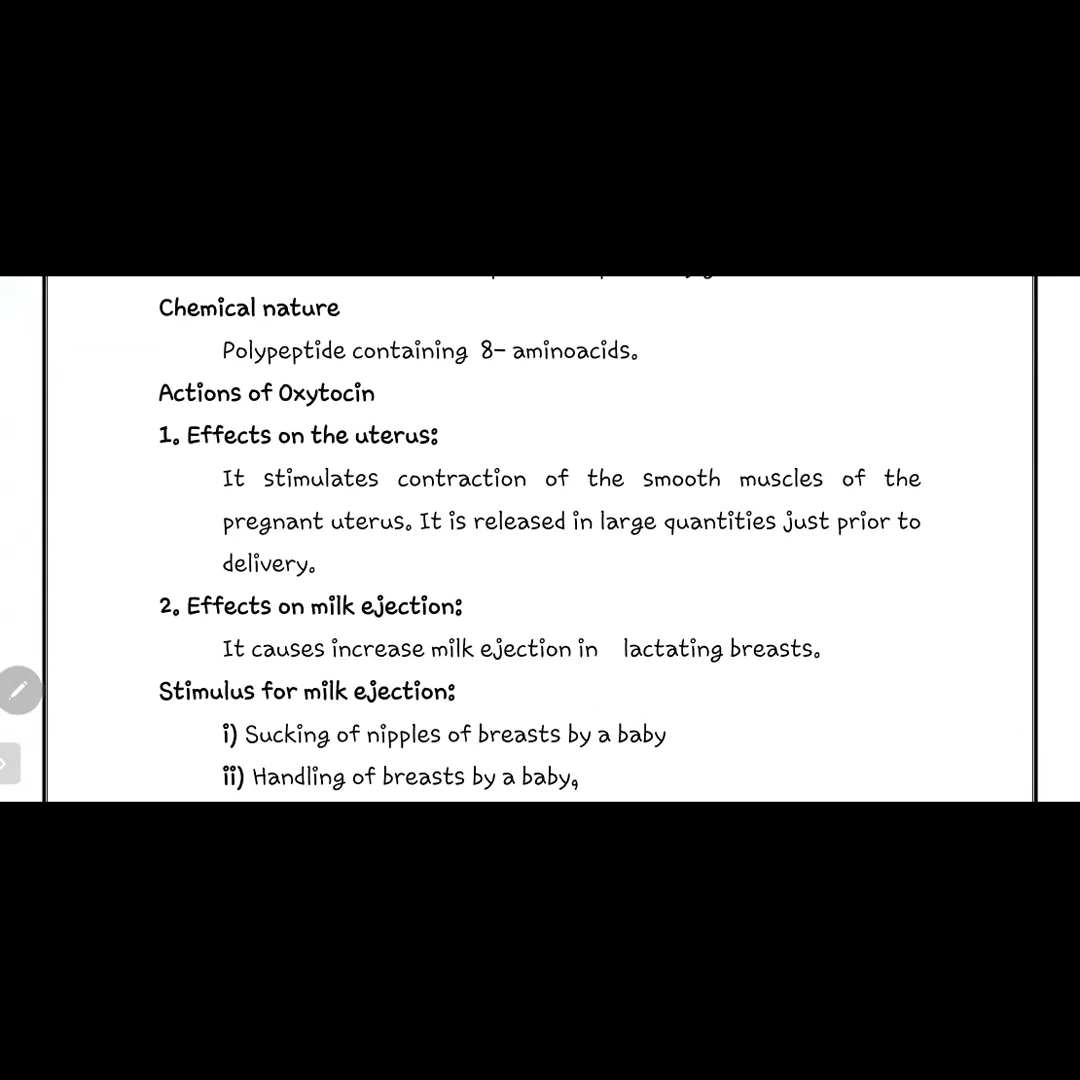 Chemical nature
Polypeptide containing 8- aminoacids.
Actions of Oxytocin
1. Effects on the uterus:
It stimulates contraction of the smooth muscles of the
pregnant uterus. It is released in large quantities just prior to
delivery.
2. Effects on milk ejection:
It causes increase milk ejection in lactating breasts.
Stimulus for milk ejection:
i) Sucking of nipples of breasts by a baby
ii) Handling of breasts by a baby,